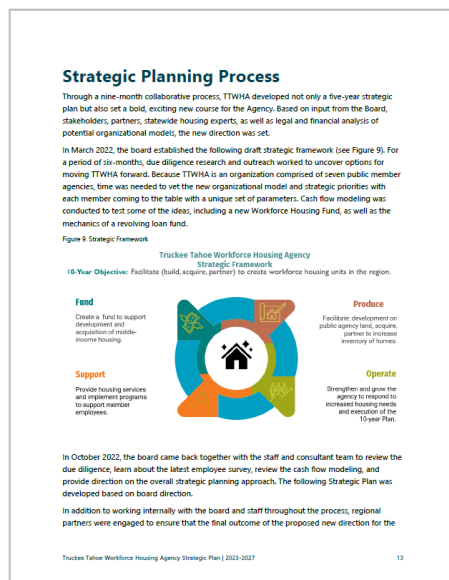 Strategic Planning Process
Through a nine-month collaborative process, TTWHA developed not only a five-year strategic
plan but also set a bold, exciting new course for the Agency. Based on input from the Board,
stakeholders, partners, statewide housing experts, as well as legal and financial analysis of
potential organizational models, the new direction was set.
In March 2022, the board established the following draft strategic framework (see Figure 9). For
a period of six-months, due diligence research and outreach worked to uncover options for
moving TTWHA forward. Because TTWHA is an organization comprised of seven public member
agencies, time was needed to vet the new organizational model and strategic priorities with
each member coming to the table with a unique set of parameters. Cash flow modeling was
conducted to test some of the ideas, including a new Workforce Housing Fund, as well as the
mechanics of a revolving loan fund.
Figure 9. Strategic Framework
Truckee Tahoe Workforce Housing Agency
Strategic Framework
10-Year Objective: Facilitate (build, acquire, partner) to create workforce housing units in the region.
Fund
Create a fund to support
development and
acquisition of middle-
income housing.
Produce
Facilitate: development on
public agency land, acquire,
partner to increase
inventory of homes.
Support
Provide housing services
and implement programs
to support member
employees.
Operate
Strengthen and grow the
agency to respond to
increased housing needs
and execution of the
10-year Plan.
In October 2022, the board came back together with the staff and consultant team to review the
due diligence, learn about the latest employee survey, review the cash flow modeling, and
provide direction on the overall strategic planning approach. The following Strategic Plan was
developed based on board direction.
In addition to working internally with the board and staff throughout the process, regional
partners were engaged to ensure that the final outcome of the proposed new direction for the
Truckee Tahoe Workforce Housing Agency Strategic Plan | 2023-2027 13